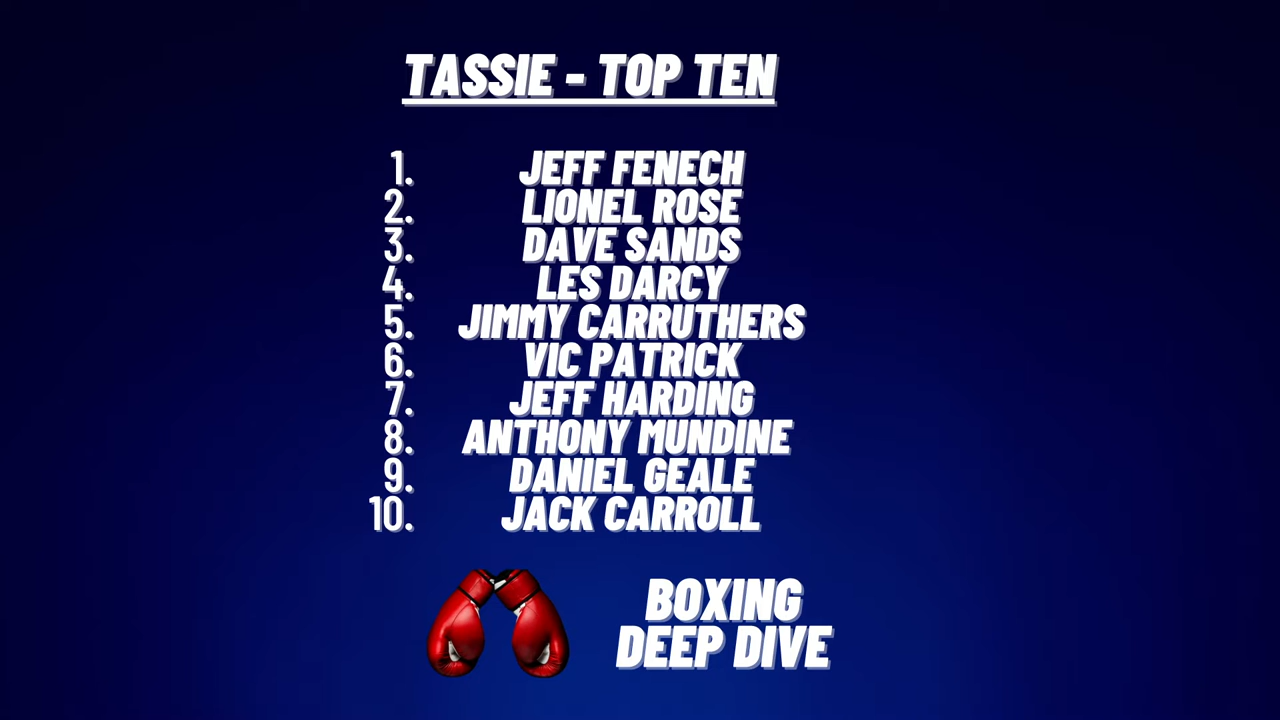 TASSIE - TOP TEN
1. JEFF FENECH
2. LIONEL ROSE
3. DAVE SANDS
4. LES DARCY
5. JIMMY CARRUTHERS
6. VIC PATRICK
7. JEFF HARDING
8. ANTHONY MUNDINE
9. DANIEL GEALE
10. JACK CARROLL
BOXING
DEEP DIVE